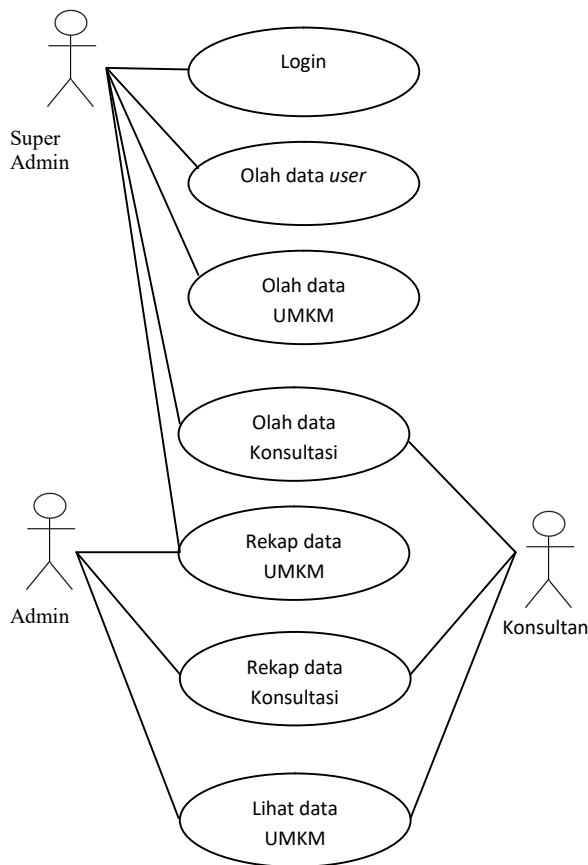 Login
Super
Admin
Olah data user
Olah data
UMKM
Olah data
Konsultasi
Rekap data
UMKM
Admin
Konsultan
Rekap data
Konsultasi
Lihat data
UMKM